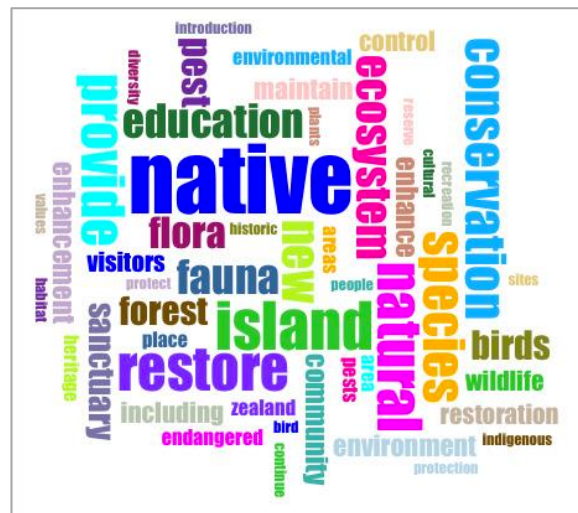 introduction
diversity
pest
environmental
control
provide
maintain
ecosystem
conservation
education
plants
reserve
native
cultural
recreation
enhance
enhancement
values
flora
historic
new
areas
species
visitors
fauna
protect
people
natural
sites
habitat
sanctuary
forest
island
place
birds
heritage
restore
community
pests
area
wildlife
including
zealand
restoration
endangered
bird
environment
indigenous
continue
protection